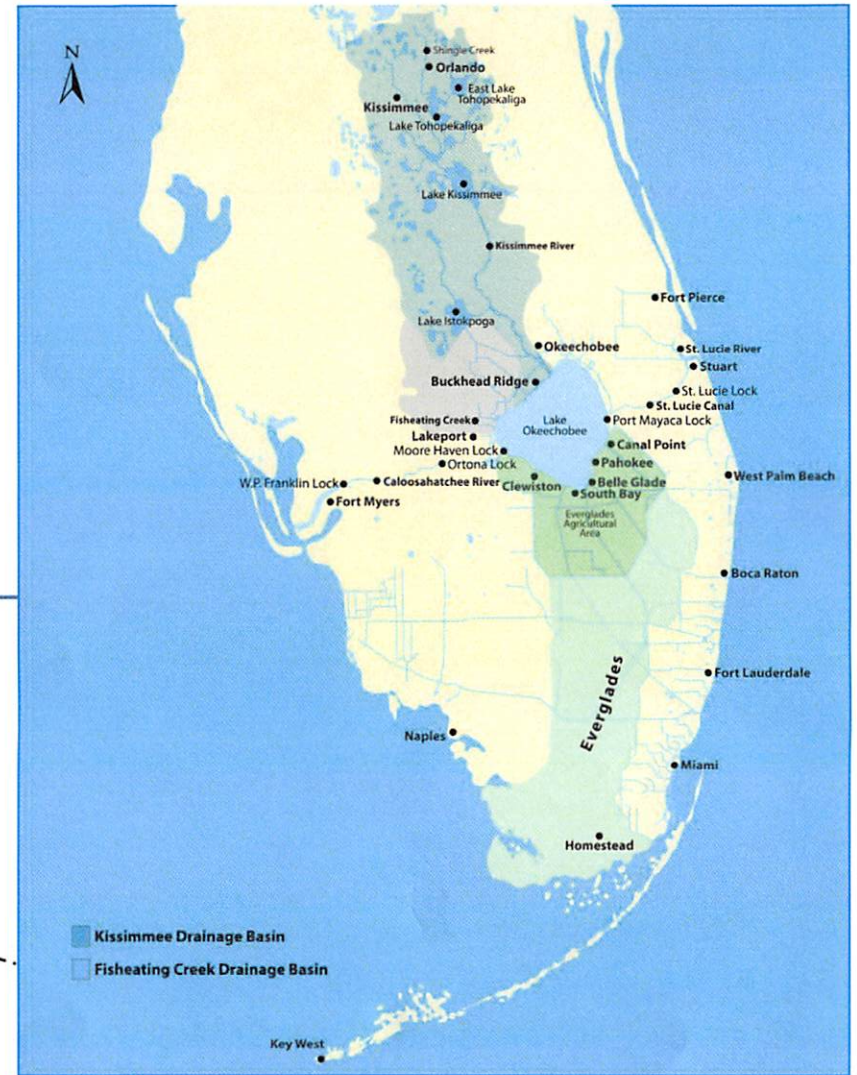 N
Shingle Creek
Orlando
East Lake
Tohopekaliga
Kissimmee
Lake Tohopekaliga
Lake Kissimmee
Kissimmee River
Fort Pierce
Lake Istokpoga
Okeechobee
St. Lucie River
Stuart
Buckhead Ridge
St. Lucie Lock
St. Lucie Canal
Fisheating Creek
Lake
Okeechobee
Port Mayaca Lock
Lakeport
Canal Point
Moore Haven Lock
Ortona Lock
Pahokee
W.P. Franklin Lock
Caloosahatchee River
Clewiston
Belle Glade
West Palm Beach
South Bay
Fort Myers
Everglades
Agricultural
Area
Boca Raton
Everglades
Fort Lauderdale
Naples
Miami
Homestead
Kissimmee Drainage Basin
Fisheating Creek Drainage Basin
Key West